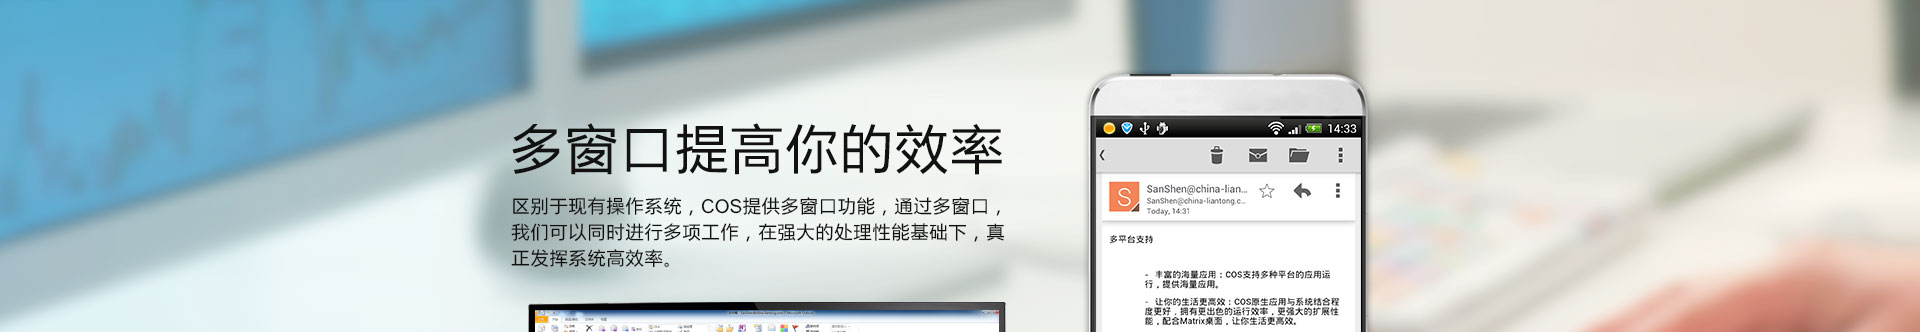 多窗口提高你的效率
区别于现有操作系统，COS提供多窗口功能，通过多窗口，
我们可以同时进行多项工作，在强大的处理性能基础下，真
正发挥系统高效率。
14:33
S
SanShen@china-lian...
SanShen@china-liantong.c...
Today, 14:31
多平台支持
- 丰富的海量应用：COS支持多种平台的应用运
行，提供海量应用。
- 让你的生活更高效：COS原生应用与系统结合程
度更好，拥有更出色的运行效率，更强大的扩展性
能，配合Matrix桌面，让你生活更高效。